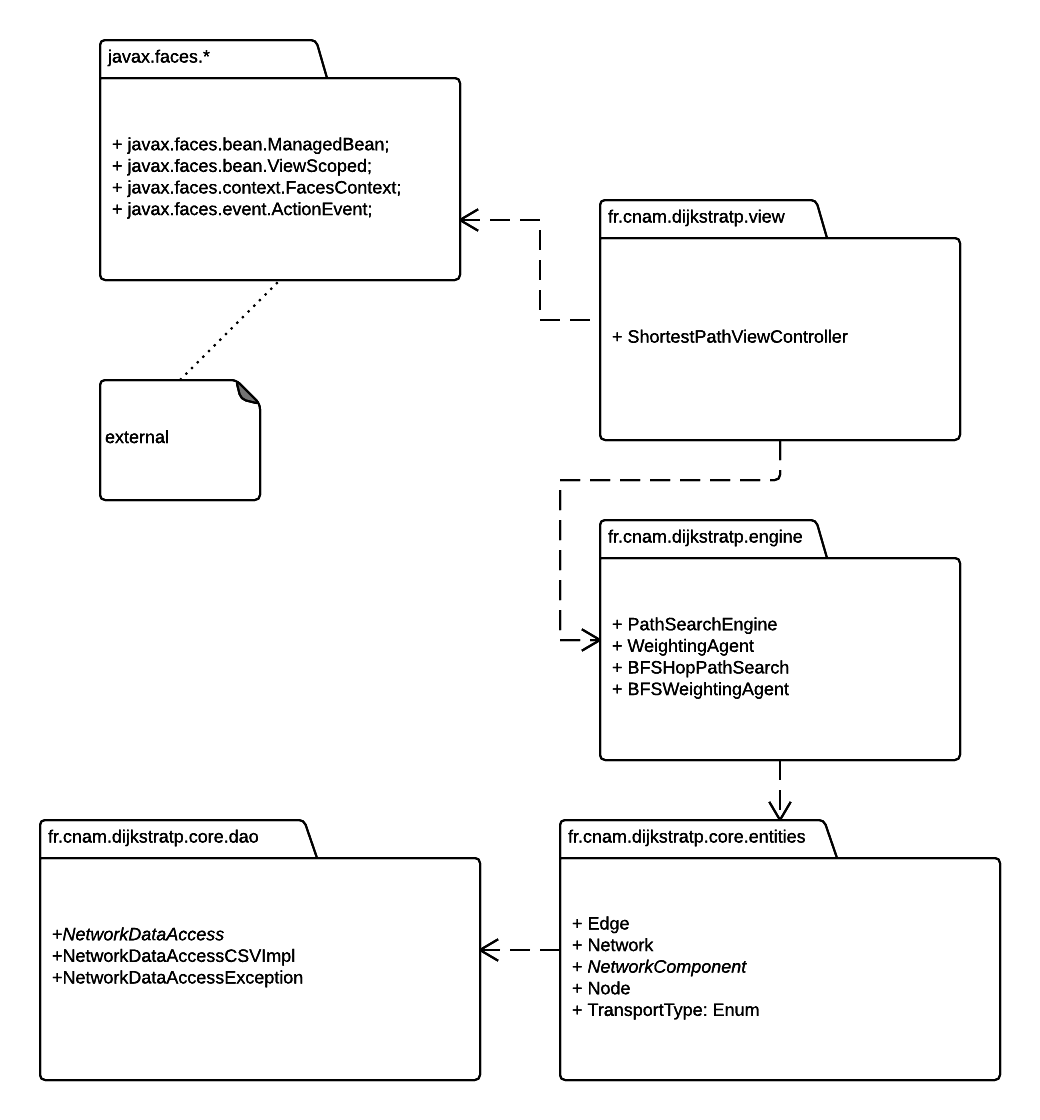 javax.faces.*
+ javax.faces.bean.ManagedBean;
+ javax.faces.bean.ViewScoped;
+ javax.faces.context.FacesContext;
+ javax.faces.event.ActionEvent;
fr.cnam.dijkstratp.view
+ ShortestPathViewController
external
fr.cnam.dijkstratp.engine
+ PathSearchEngine
+ WeightingAgent
+ BFSHopPathSearch
+ BFSWeightingAgent
fr.cnam.dijkstratp.core.dao
+NetworkDataAccess
+NetworkDataAccessCSVImpl
+NetworkDataAccessException
fr.cnam.dijkstratp.core.entities
+ Edge
+ Network
+ NetworkComponent
+ Node
+ TransportType: Enum